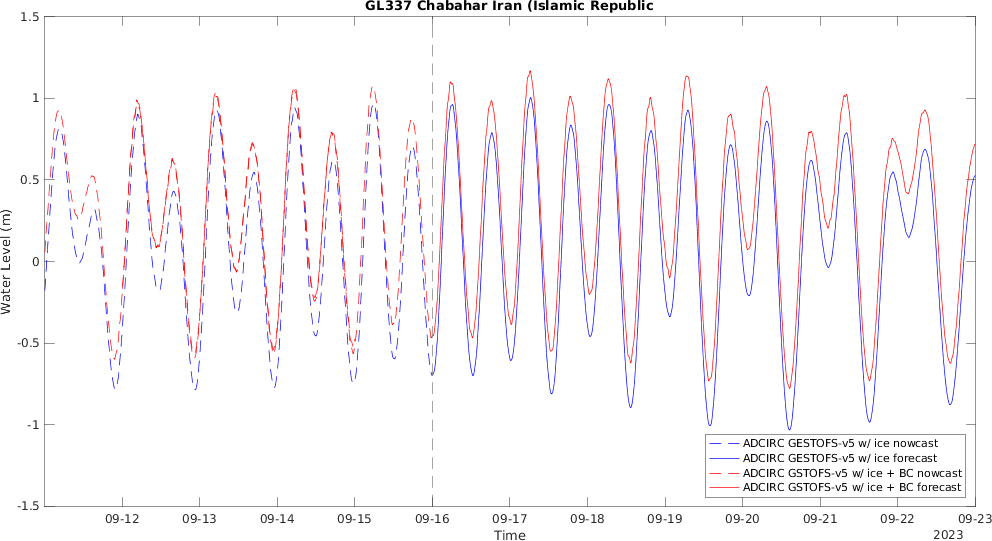 GL337 Chabahar Iran (Islamic Republic
1.5
1
0.5
0
-0.5
-1
-1.5
Water Level (m)
ADCIRC GESTOFS-v5 w/ ice nowcast
ADCIRC GESTOFS-v5 w/ ice forecast
ADCIRC GSTOFS-v5 w/ ice + BC nowcast
ADCIRC GSTOFS-v5 w/ ice + BC forecast
09-12 09-13 09-14 09-15 09-16 09-17 09-18 09-19 09-20 09-21 09-22 09-23
Time
2023